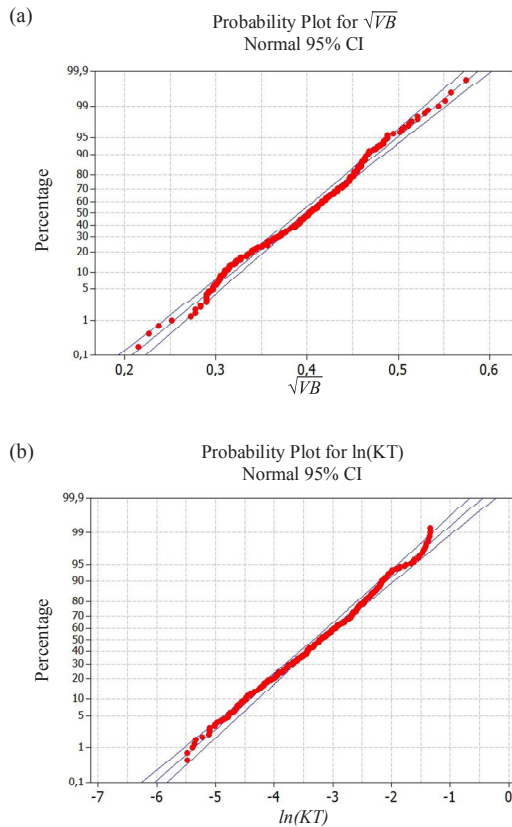 (a)
Probability Plot for √VB
Normal 95% CI
Percentage
99,9
99
95
90
80
70
60
50
40
30
20
10
5
1
0,1
0,2 0,3 0,4 0,5 0,6
√VB
(b)
Probability Plot for ln(KT)
Normal 95% CI
Percentage
99,9
99
95
90
80
70
60
50
40
30
20
10
5
1
0,1
-7 -6 -5 -4 -3 -2 -1 0
ln(KT)